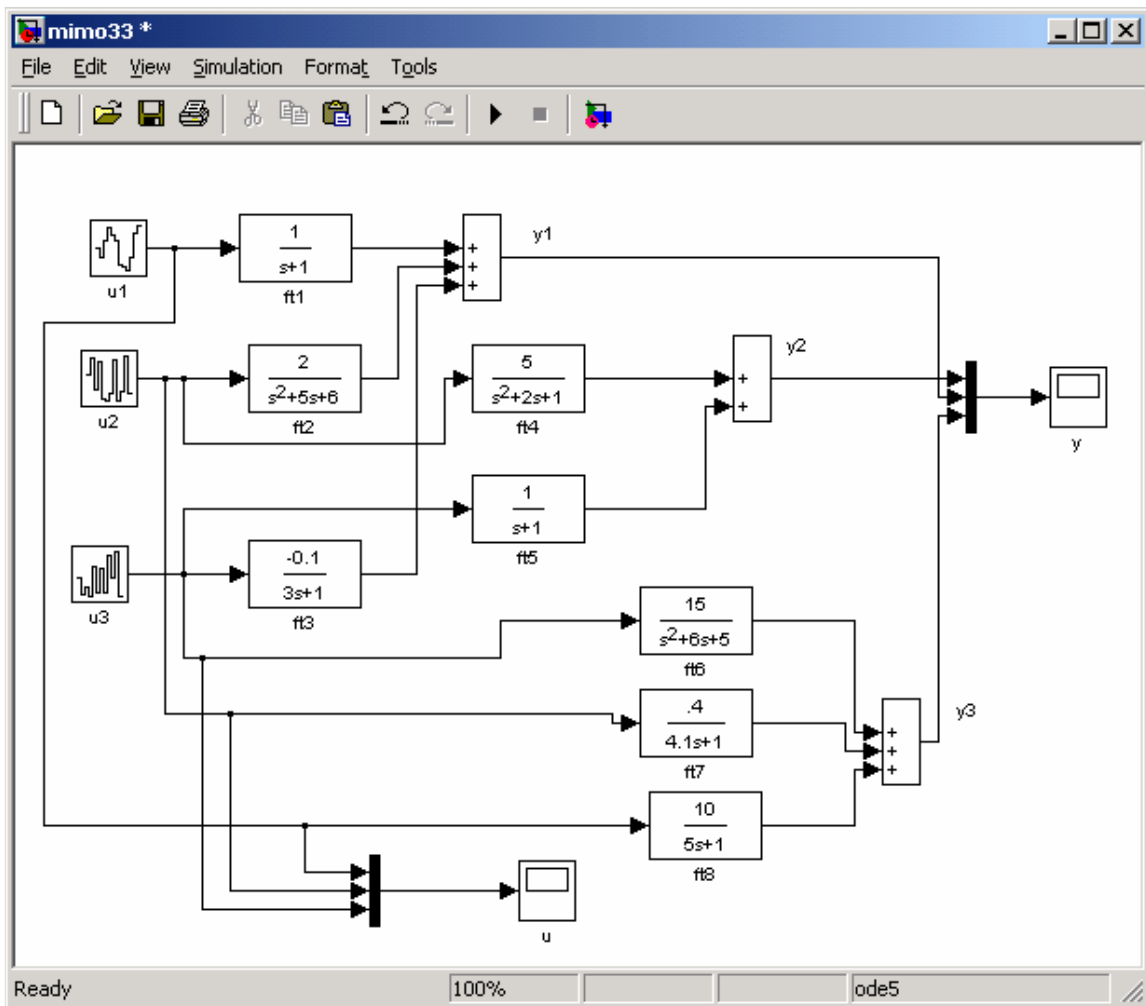 mimo33 *
File Edit View Simulation Format Tools
1
s+1
ft1
u1
+
+
+
y1
2
s²+5s+6
ft2
u2
5
s²+2s+1
ft4
+
+
y2
y
1
s+1
ft5
-0.1
3s+1
ft3
u3
15
s²+6s+5
ft6
.4
4.1s+1
ft7
+
+
+
y3
10
5s+1
ft8
u
Ready 100% ode5